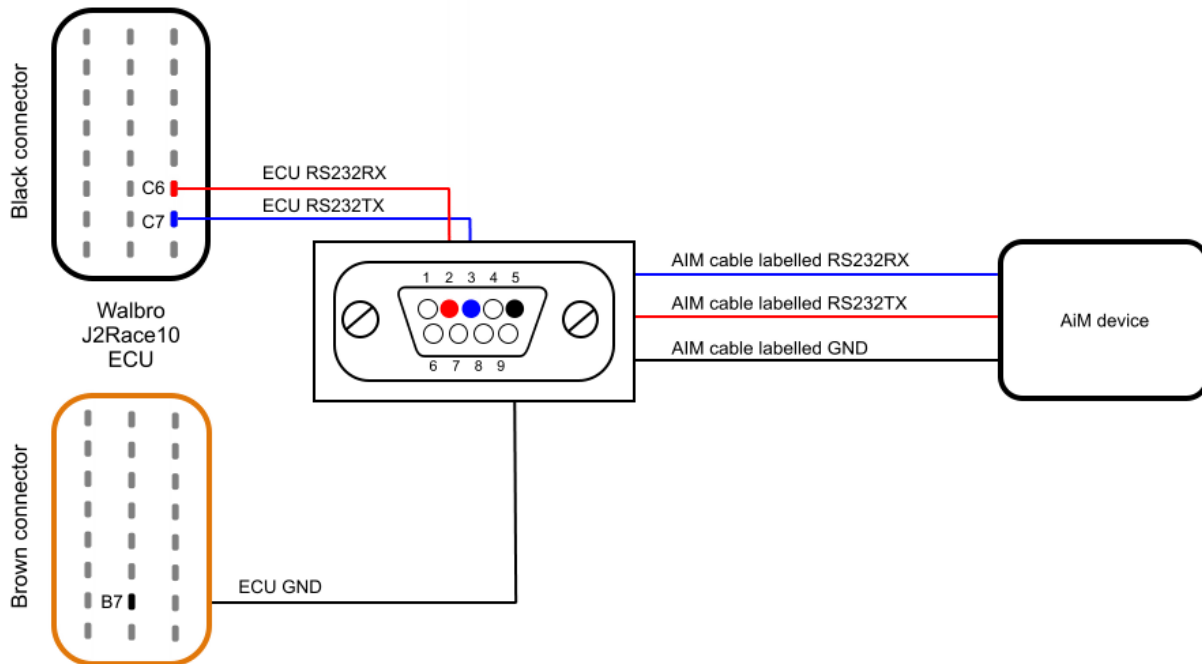 Black connector
C6
C7
ECU RS232RX
ECU RS232TX
Walbro
J2Race10
ECU
1 2 3 4 5
6 7 8 9
AIM cable labelled RS232RX
AIM cable labelled RS232TX
AIM cable labelled GND
AiM device
Brown connector
B7
ECU GND